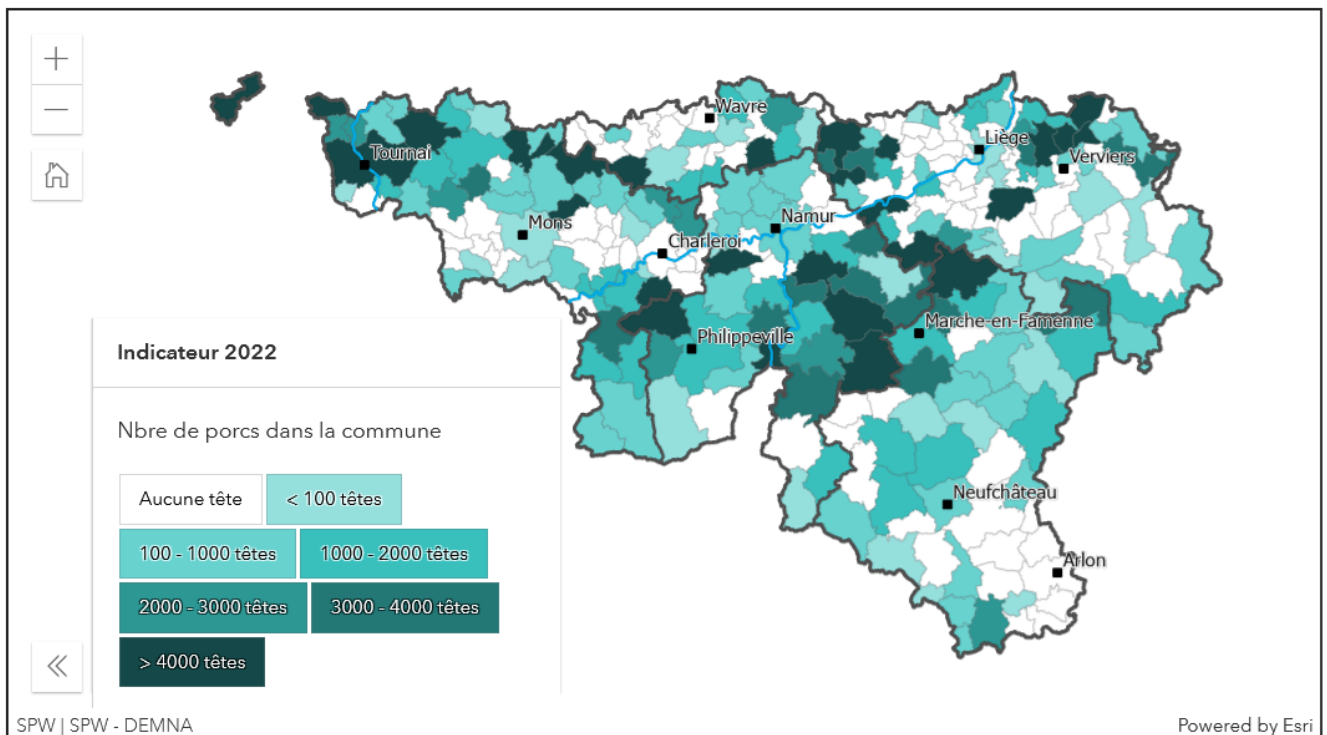 Wavre
Liège
Tournai
Verviers
Namur
Mons
Charleroi
Marche-en-Famenne
Philippeville
Neufchâteau
Arlon
Indicateur 2022
Nbre de porcs dans la commune
Aucune tête
< 100 têtes
100 - 1000 têtes
1000 - 2000 têtes
2000 - 3000 têtes
3000 - 4000 têtes
> 4000 têtes
SPW | SPW - DEMNA
Powered by Esri